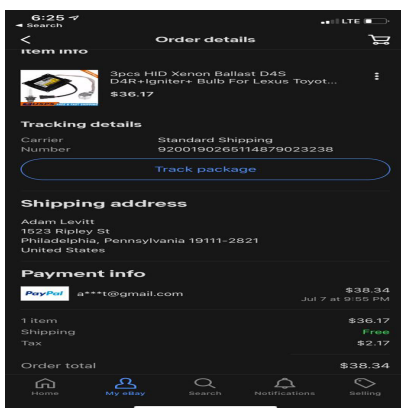 6:25
Search
LTE
Order details
Item info
3pcs HID Xenon Ballast D4S
D4R+Igniter+ Bulb For Lexus Toyot...
$36.17
Tracking details
Carrier Standard Shipping
Number 9200190265114879023238
Track package
Shipping address
Adam Levitt
1523 Ripley St
Philadelphia, Pennsylvania 19111-2821
United States
Payment info
PayPal a***t@gmail.com $38.34
Jul 7 at 9:55 PM
1 item $36.17
Shipping Free
Tax $2.17
Order total $38.34
Home My eBay Search Notifications Selling